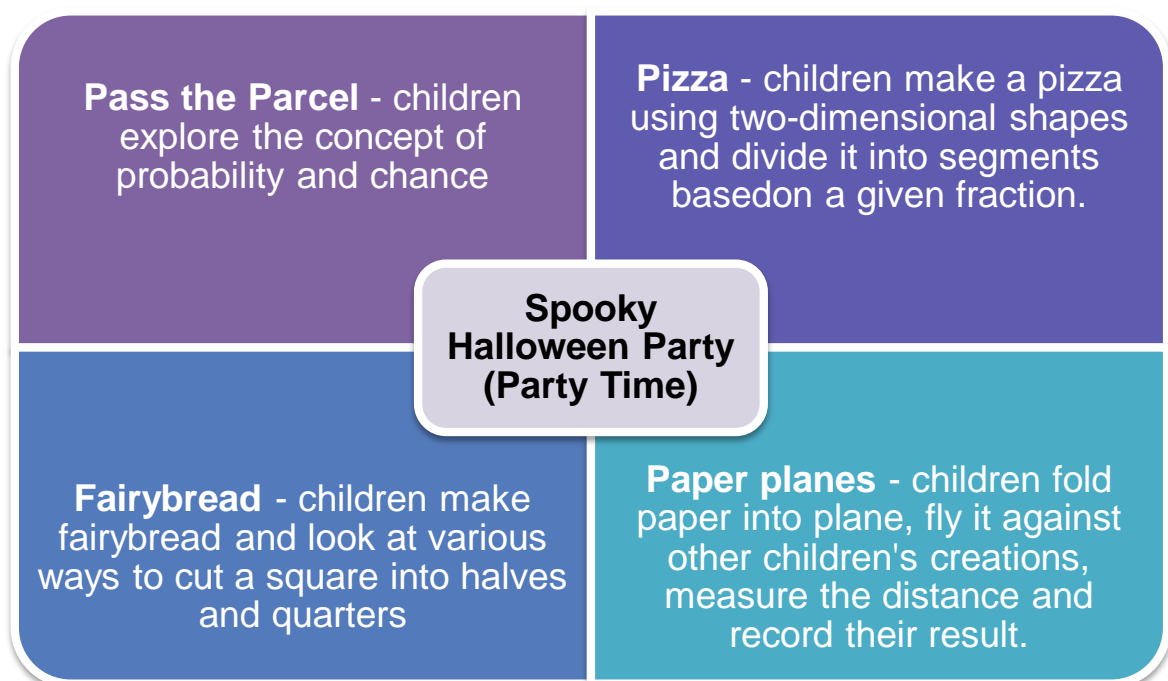 Pass the Parcel - children
explore the concept of
probability and chance
Pizza - children make a pizza
using two-dimensional shapes
and divide it into segments
basedon a given fraction.
Spooky
Halloween Party
(Party Time)
Fairybread - children make
fairybread and look at various
ways to cut a square into halves
and quarters
Paper planes - children fold
paper into plane, fly it against
other children's creations,
measure the distance and
record their result.